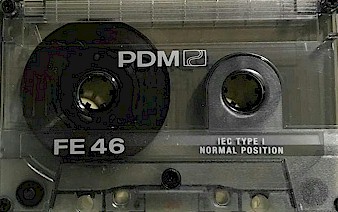 PDM
FE 46
IEC TYPE I
NORMAL POSITION